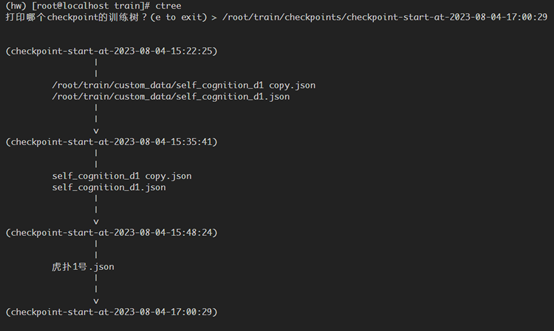 (hw) [root@localhost train]# ctree
打印哪个checkpoint的训练树？(e to exit) > /root/train/checkpoints/checkpoint-start-at-2023-08-04-17:00:29
(checkpoint-start-at-2023-08-04-15:22:25)
|
|
/root/train/custom_data/self_cognition_d1 copy.json
/root/train/custom_data/self_cognition_d1.json
|
|
v
(checkpoint-start-at-2023-08-04-15:35:41)
|
|
self_cognition_d1 copy.json
self_cognition_d1.json
|
|
v
(checkpoint-start-at-2023-08-04-15:48:24)
|
|
虎扑1号.json
|
|
v
(checkpoint-start-at-2023-08-04-17:00:29)